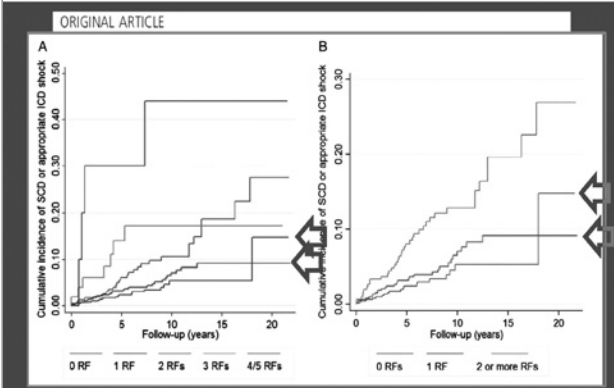 ORIGINAL ARTICLE
A
B
Cumulative incidence of SCD or appropriate ICD shock
0.50
0.40
0.30
0.20
0.10
0.00
0 5 10 15 20
Follow-up (years)
0 RF 1 RF 2 RFs 3 RFs 4/5 RFs
Cumulative incidence of SCD or appropriate ICD shock
0.30
0.20
0.10
0.00
0 5 10 15 20
Follow-up (years)
0 RFs 1 RF 2 or more RFs